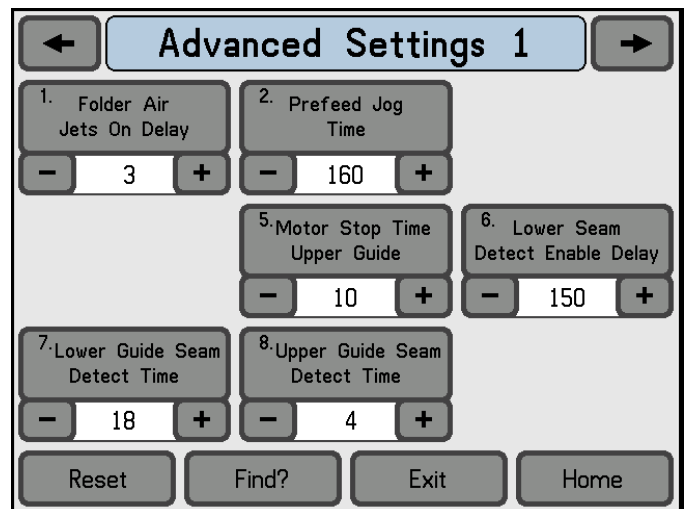 Advanced Settings 1
1. Folder Air
Jets On Delay
- 3 +
2. Prefeed Jog
Time
- 160 +
5. Motor Stop Time
Upper Guide
- 10 +
6. Lower Seam
Detect Enable Delay
- 150 +
7. Lower Guide Seam
Detect Time
- 18 +
8. Upper Guide Seam
Detect Time
- 4 +
Reset
Find?
Exit
Home